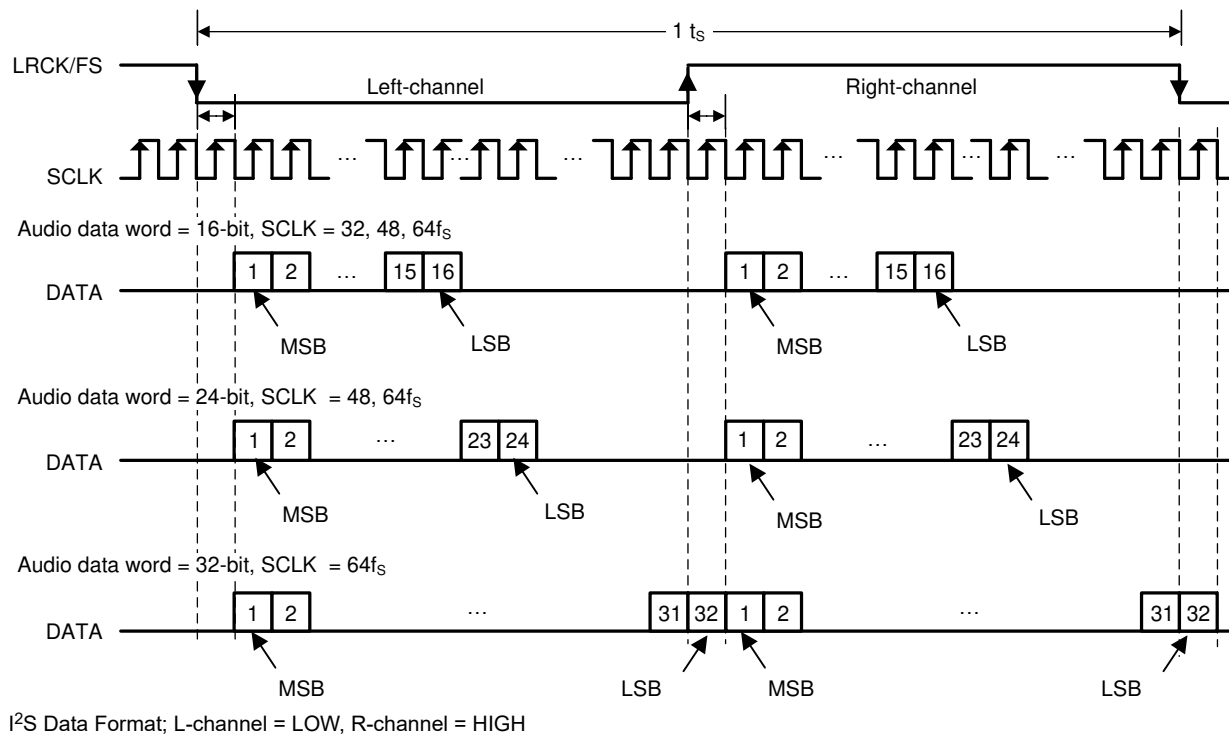 1 tS
LRCK/FS
Left-channel
Right-channel
SCLK
... ... ... ... ... ...
Audio data word = 16-bit, SCLK = 32, 48, 64fS
DATA
1 2 ... 15 16 1 2 ... 15 16
MSB LSB MSB LSB
Audio data word = 24-bit, SCLK = 48, 64fS
DATA
1 2 ... 23 24 1 2 ... 23 24
MSB LSB MSB LSB
Audio data word = 32-bit, SCLK = 64fS
DATA
1 2 ... 31 32 1 2 ... 31 32
MSB LSB MSB LSB
I²S Data Format; L-channel = LOW, R-channel = HIGH